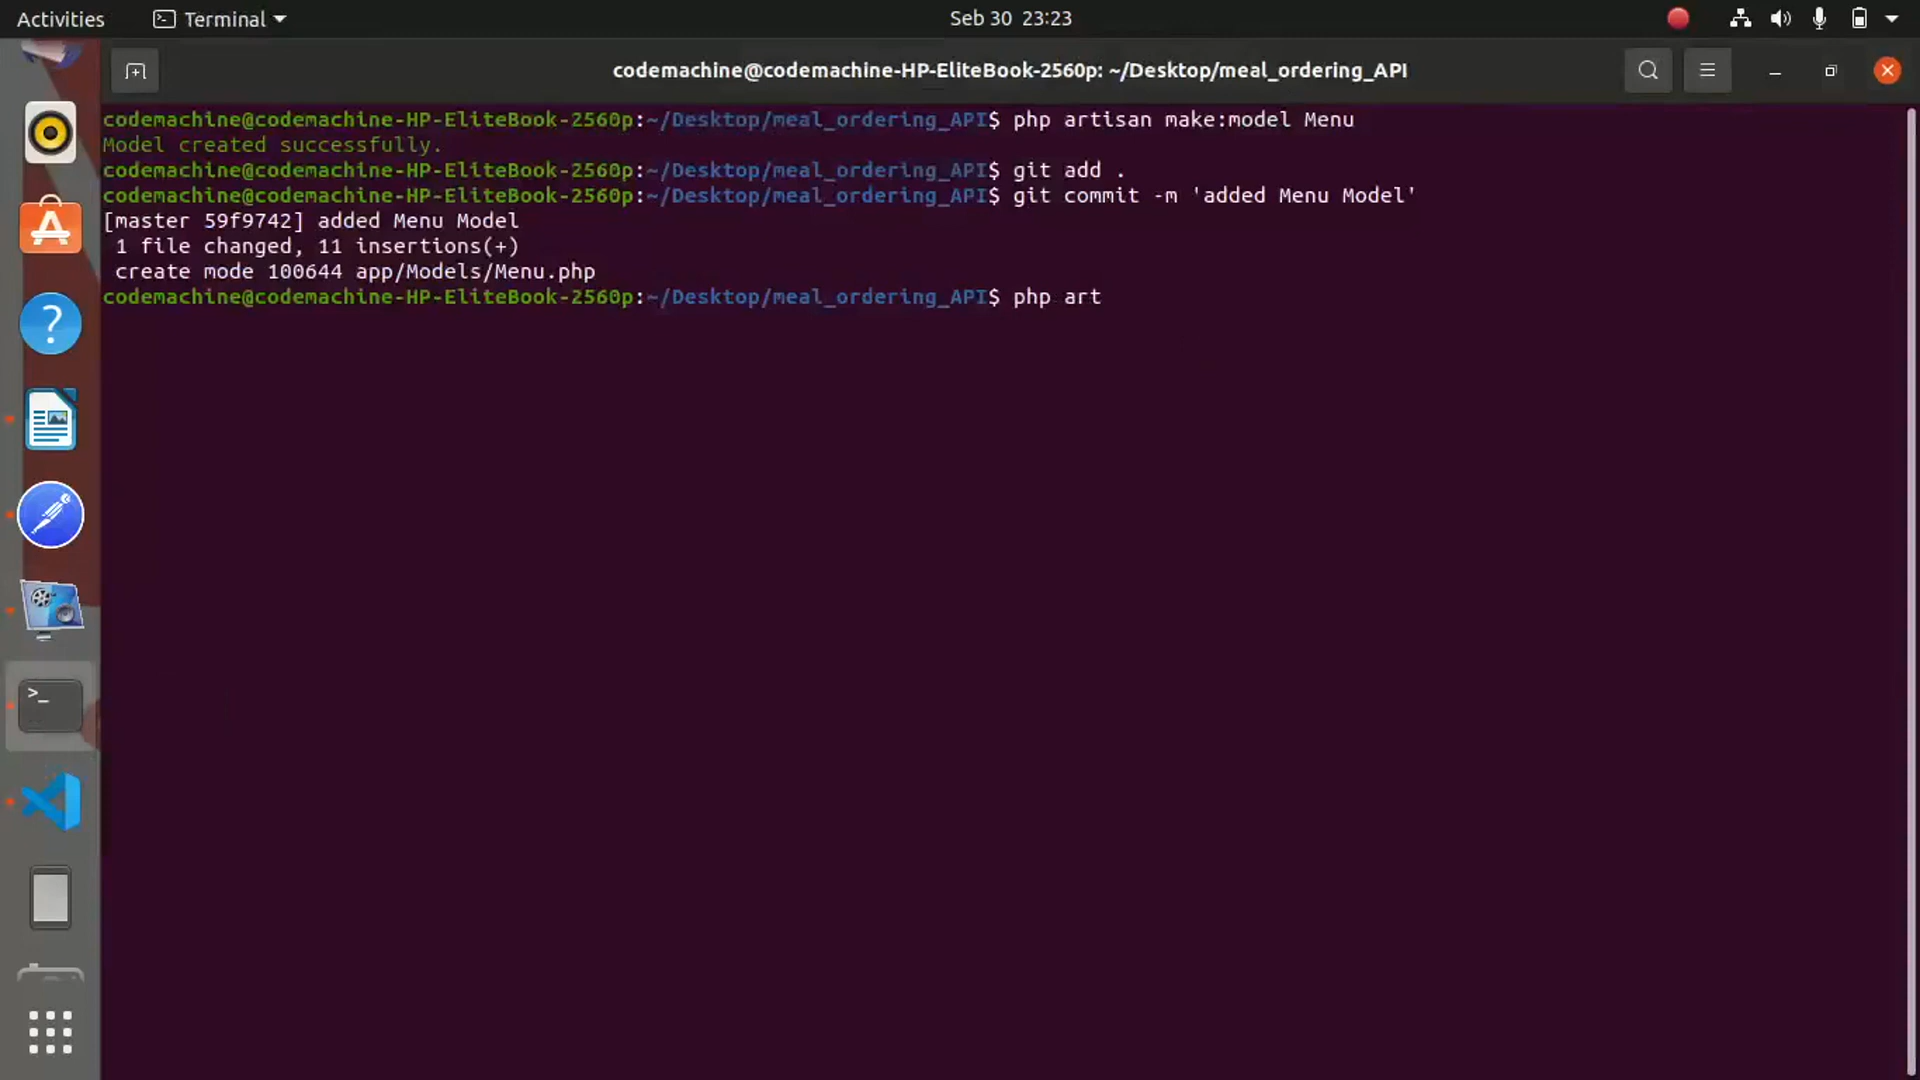 Activities
Terminal
Seb 30 23:23
codemachine@codemachine-HP-EliteBook-2560p: ~/Desktop/meal_ordering_API
codemachine@codemachine-HP-EliteBook-2560p:~/Desktop/meal_ordering_API$ php artisan make:model Menu
Model created successfully.
codemachine@codemachine-HP-EliteBook-2560p:~/Desktop/meal_ordering_API$ git add .
codemachine@codemachine-HP-EliteBook-2560p:~/Desktop/meal_ordering_API$ git commit -m 'added Menu Model'
[master 59f9742] added Menu Model
1 file changed, 11 insertions(+)
create mode 100644 app/Models/Menu.php
codemachine@codemachine-HP-EliteBook-2560p:~/Desktop/meal_ordering_API$ php art